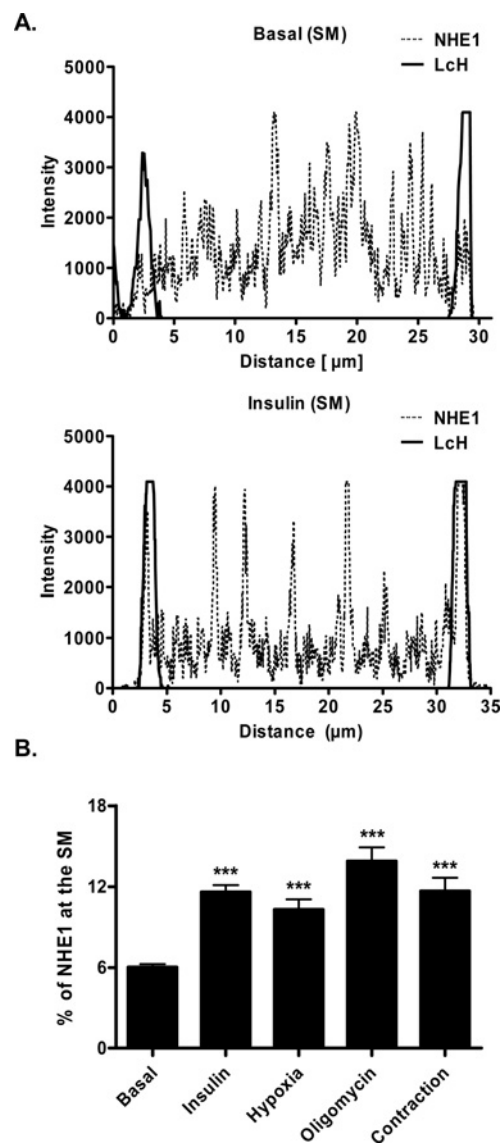 A.
Basal (SM)
NHE1
LcH
Intensity
5000
4000
3000
2000
1000
0
0 5 10 15 20 25 30
Distance [ µm]
Insulin (SM)
NHE1
LcH
Intensity
5000
4000
3000
2000
1000
0
0 5 10 15 20 25 30 35
Distance (µm)
B.
% of NHE1 at the SM
18
12
6
0
*** *** *** ***
Basal
Insulin
Hypoxia
Oligomycin
Contraction